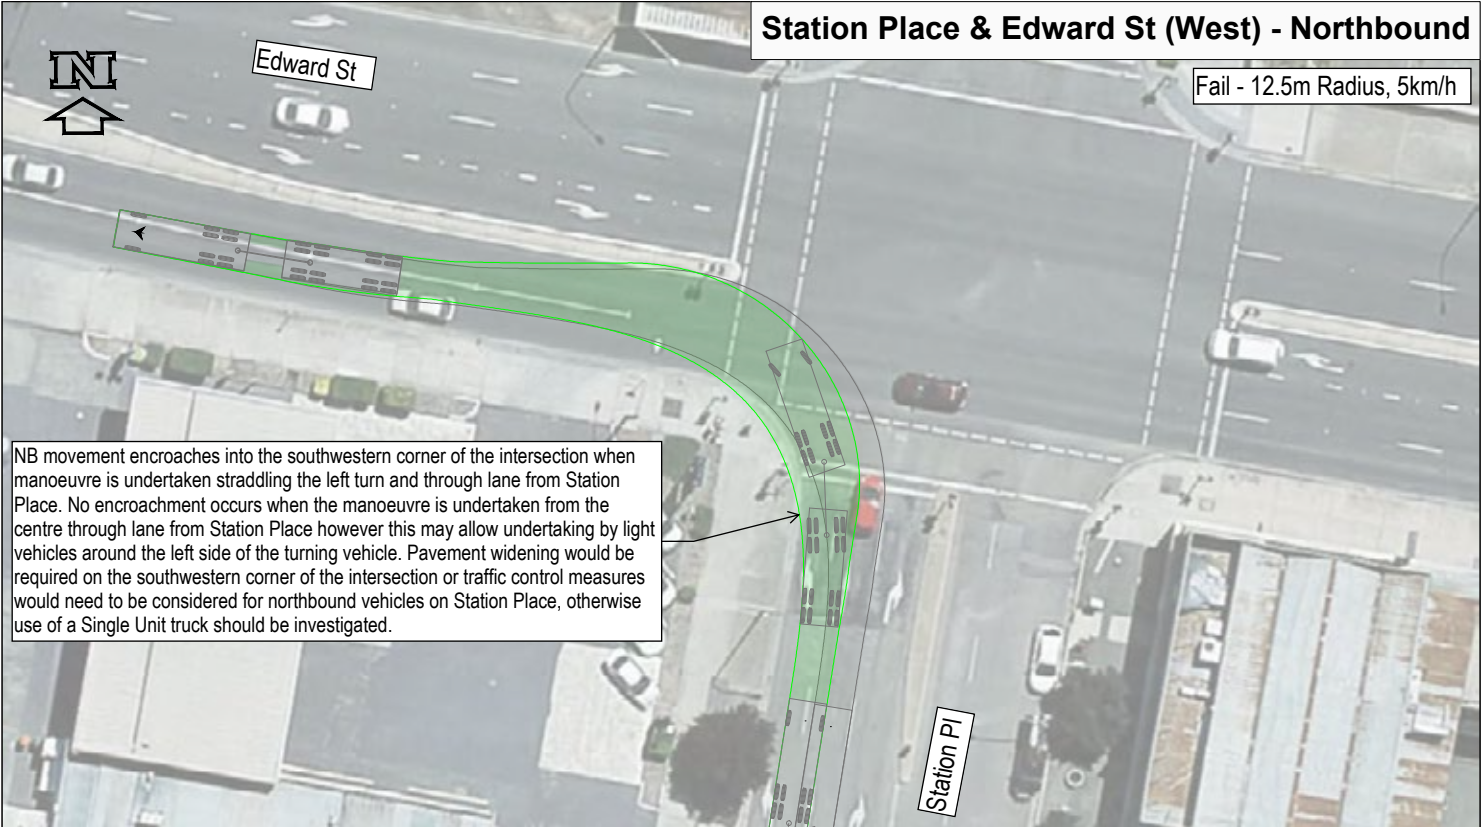 Station Place & Edward St (West) - Northbound
Fail - 12.5m Radius, 5km/h
N
Edward St
NB movement encroaches into the southwestern corner of the intersection when
manoeuvre is undertaken straddling the left turn and through lane from Station
Place. No encroachment occurs when the manoeuvre is undertaken from the
centre through lane from Station Place however this may allow undertaking by light
vehicles around the left side of the turning vehicle. Pavement widening would be
required on the southwestern corner of the intersection or traffic control measures
would need to be considered for northbound vehicles on Station Place, otherwise
use of a Single Unit truck should be investigated.
Station Pl